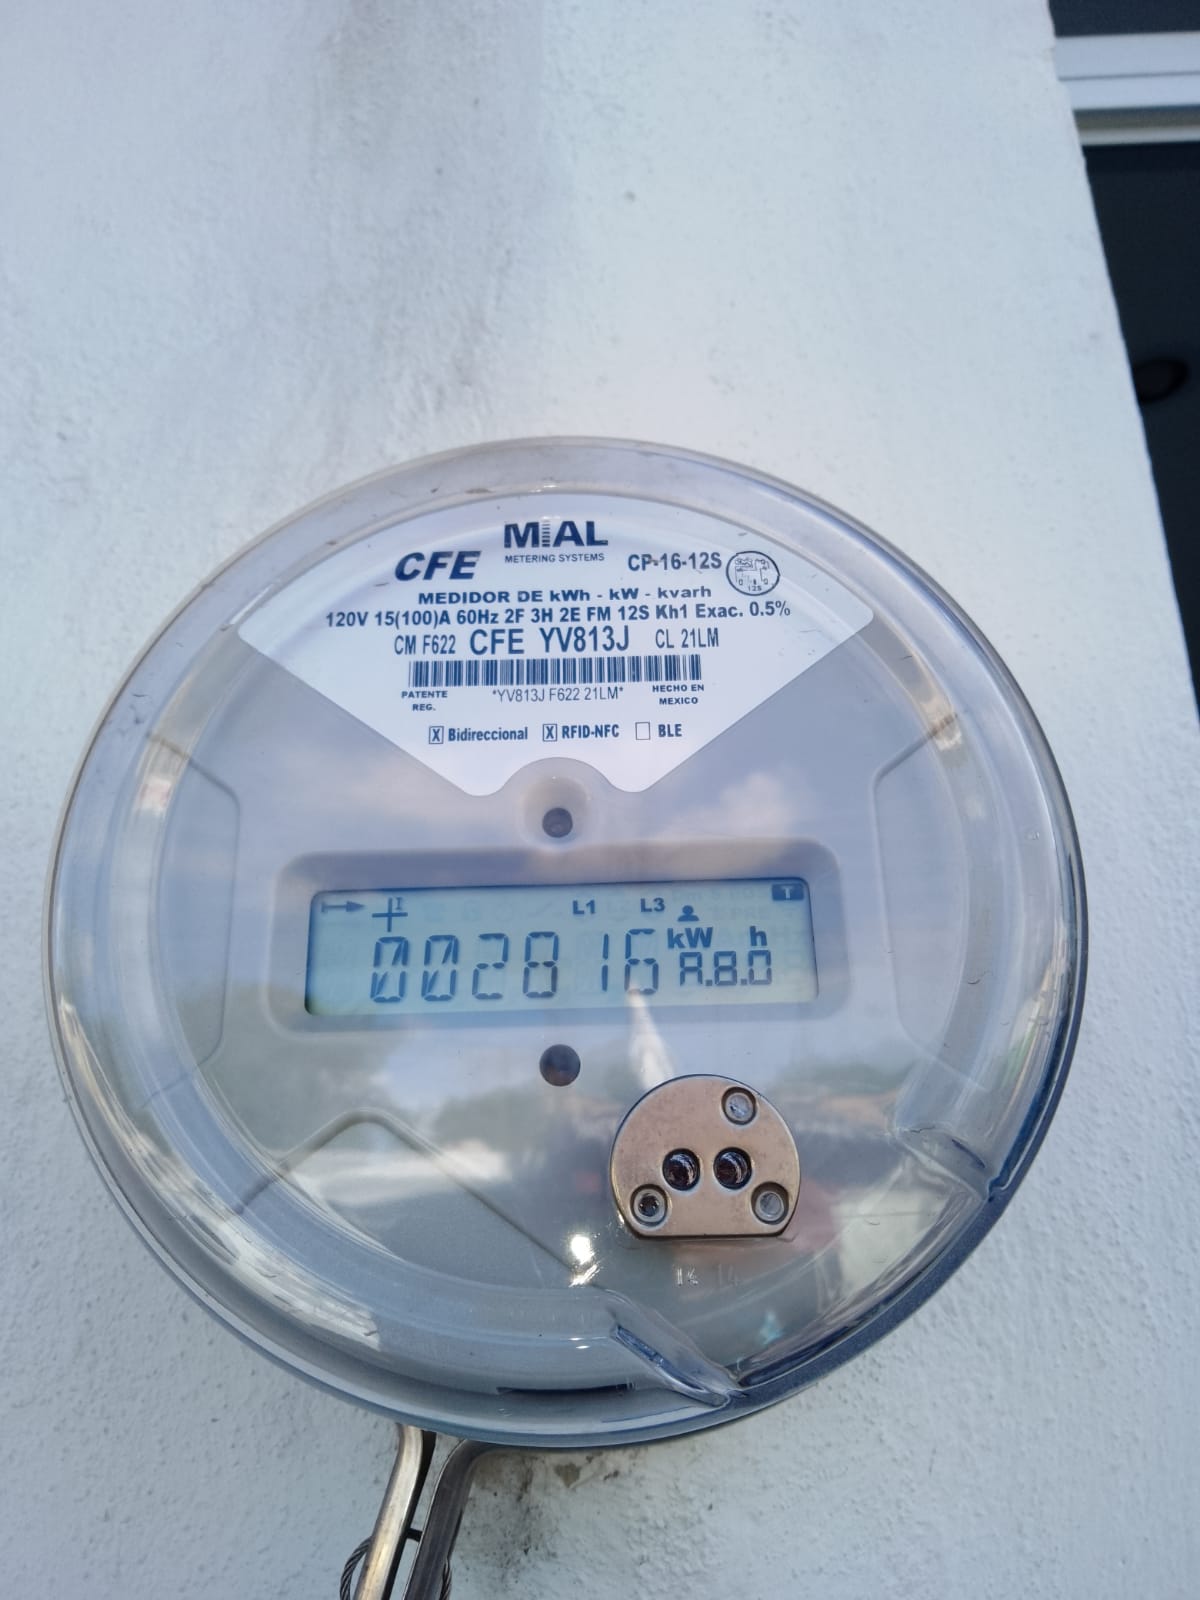 MIAL
METERING SYSTEMS
CFE
CP-16-12S
12S
MEDIDOR DE kWh - kW - kvarh
120V 15(100)A 60Hz 2F 3H 2E FM 12S Kh1 Exac. 0.5%
CM F622 CFE YV813J CL 21LM
PATENTE REG.
*YV813J F622 21LM*
HECHO EN MEXICO
X Bidireccional X RFID-NFC BLE
L1 L3 T
002816 kW h
A.8.0